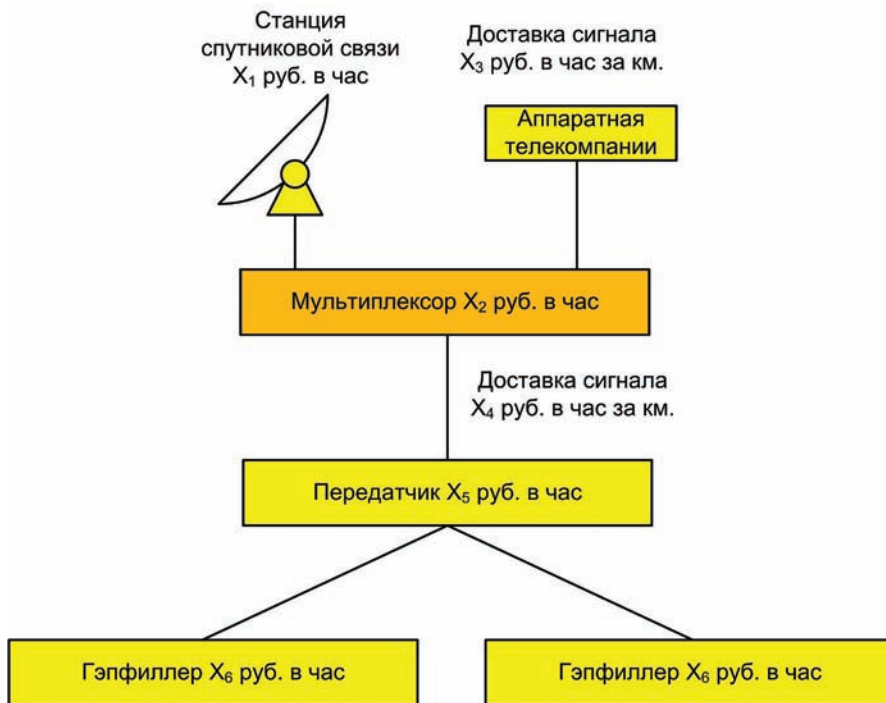 Станция
спутниковой связи
X₁ руб. в час
Доставка сигнала
X₃ руб. в час за км.
Аппаратная
телекомпании
Мультиплексор X₂ руб. в час
Доставка сигнала
X₄ руб. в час за км.
Передатчик X₅ руб. в час
Гэпфиллер X₆ руб. в час
Гэпфиллер X₆ руб. в час